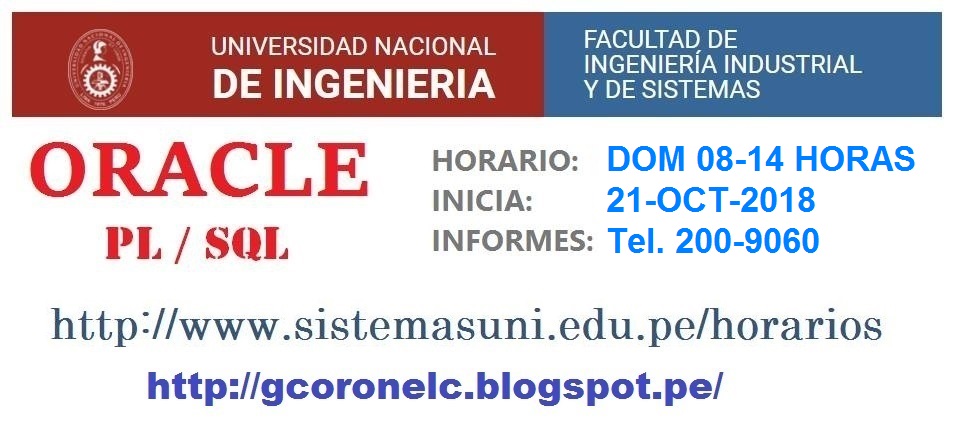 UNIVERSIDAD NACIONAL
DE INGENIERIA
FACULTAD DE
INGENIERÍA INDUSTRIAL
Y DE SISTEMAS
ORACLE
PL / SQL
HORARIO: DOM 08-14 HORAS
INICIA: 21-OCT-2018
INFORMES: Tel. 200-9060
http://www.sistemasuni.edu.pe/horarios
http://gcoronelc.blogspot.pe/